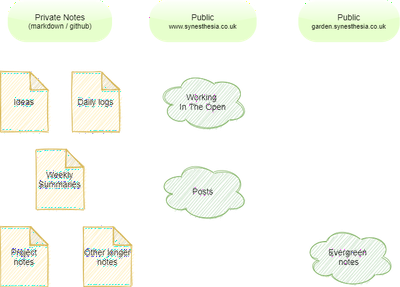 Private Notes
(markdown / github)
Public
www.synesthesia.co.uk
Public
garden.synesthesia.co.uk
Ideas
Daily logs
Working
In The Open
Weekly
Summaries
Posts
Project
notes
Other longer
notes
Evergreen
notes